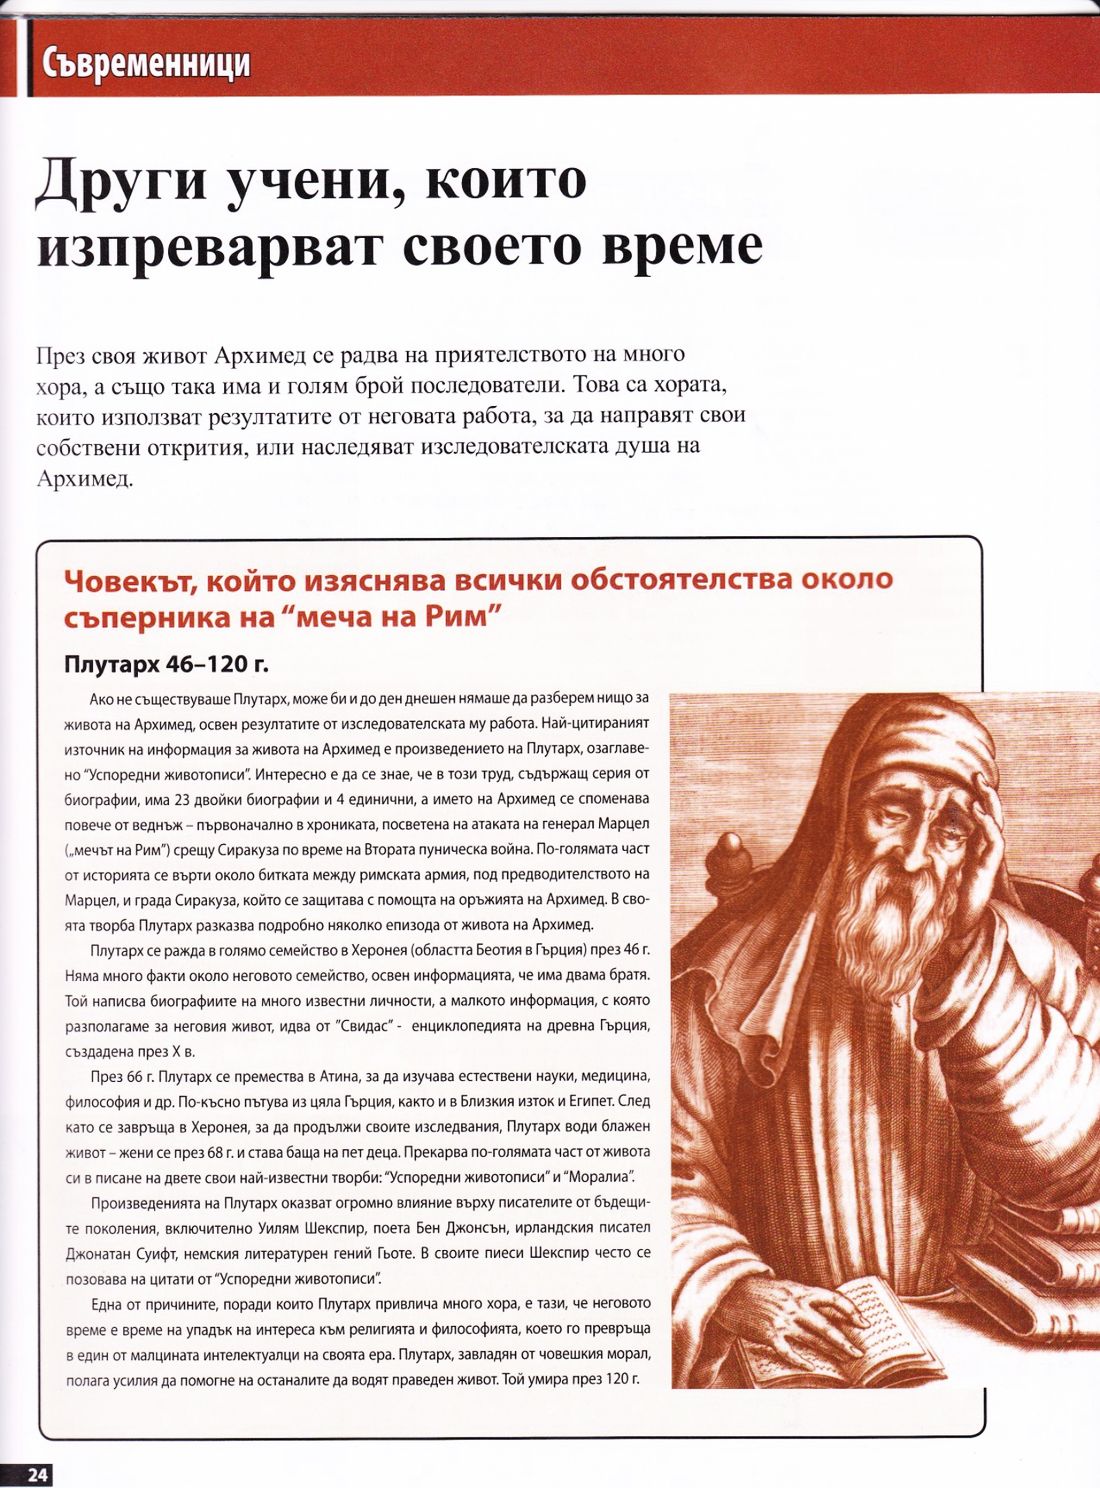 Съвременници
Други учени, които
изпреварват своето време
През своя живот Архимед се радва на приятелството на много
хора, а също така има и голям брой последователи. Това са хората,
които използват резултатите от неговата работа, за да направят свои
собствени открития, или наследяват изследователската душа на
Архимед.
Човекът, който изяснява всички обстоятелства около
съперника на “меча на Рим”
Плутарх 46–120 г.
Ако не съществуваше Плутарх, може би и до ден днешен нямаше да разберем нищо за
живота на Архимед, освен резултатите от изследователската му работа. Най-цитираният
източник на информация за живота на Архимед е произведението на Плутарх, озаглаве-
но “Успоредни животописи”. Интересно е да се знае, че в този труд, съдържащ серия от
биографии, има 23 двойки биографии и 4 единични, а името на Архимед се споменава
повече от веднъж – първоначално в хрониката, посветена на атаката на генерал Марцел
(„мечът на Рим”) срещу Сиракуза по време на Втората пуническа война. По-голямата част
от историята се върти около битката между римската армия, под предводителството на
Марцел, и града Сиракуза, който се защитава с помощта на оръжията на Архимед. В сво-
ята творба Плутарх разказва подробно няколко епизода от живота на Архимед.
Плутарх се ражда в голямо семейство в Херонея (областта Беотия в Гърция) през 46 г.
Няма много факти около неговото семейство, освен информацията, че има двама братя.
Той написва биографиите на много известни личности, а малкото информация, с която
разполагаме за неговия живот, идва от ”Свидас” - енциклопедията на древна Гърция,
създадена през X в.
През 66 г. Плутарх се премества в Атина, за да изучава естествени науки, медицина,
философия и др. По-късно пътува из цяла Гърция, както и в Близкия изток и Египет. След
като се завръща в Херонея, за да продължи своите изследвания, Плутарх води блажен
живот – жени се през 68 г. и става баща на пет деца. Прекарва по-голямата част от живота
си в писане на двете свои най-известни творби: “Успоредни животописи” и “Моралиа”.
Произведенията на Плутарх оказват огромно влияние върху писателите от бъдещи-
те поколения, включително Уилям Шекспир, поета Бен Джонсън, ирландския писател
Джонатан Суифт, немския литературен гений Гьоте. В своите пиеси Шекспир често се
позовава на цитати от “Успоредни животописи”.
Една от причините, поради които Плутарх привлича много хора, е тази, че неговото
време е време на упадък на интереса към религията и философията, което го превръща
в един от малцината интелектуалци на своята ера. Плутарх, завладян от човешкия морал,
полага усилия да помогне на останалите да водят праведен живот. Той умира през 120 г.
24